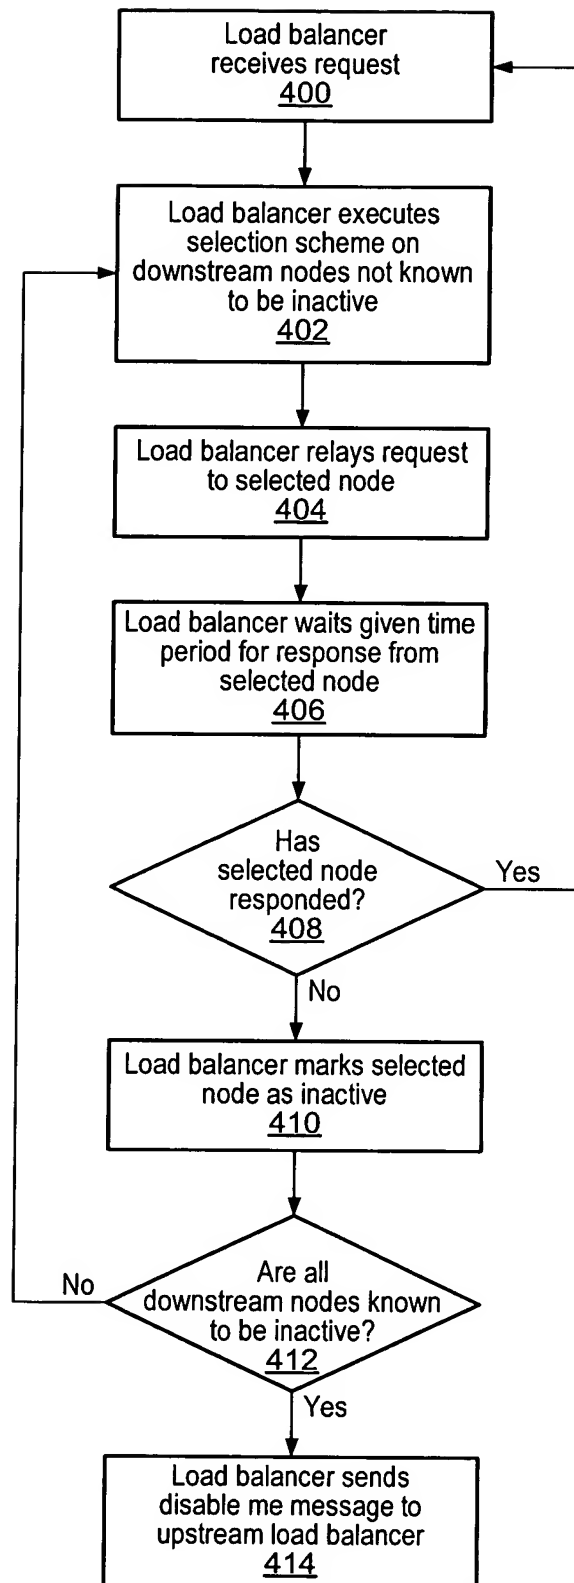 Load balancer
receives request
400
Load balancer executes
selection scheme on
downstream nodes not known
to be inactive
402
Load balancer relays request
to selected node
404
Load balancer waits given time
period for response from
selected node
406
Has
selected node
responded?
408
Yes
No
Load balancer marks selected
node as inactive
410
Are all
downstream nodes known
to be inactive?
412
No
Yes
Load balancer sends
disable me message to
upstream load balancer
414